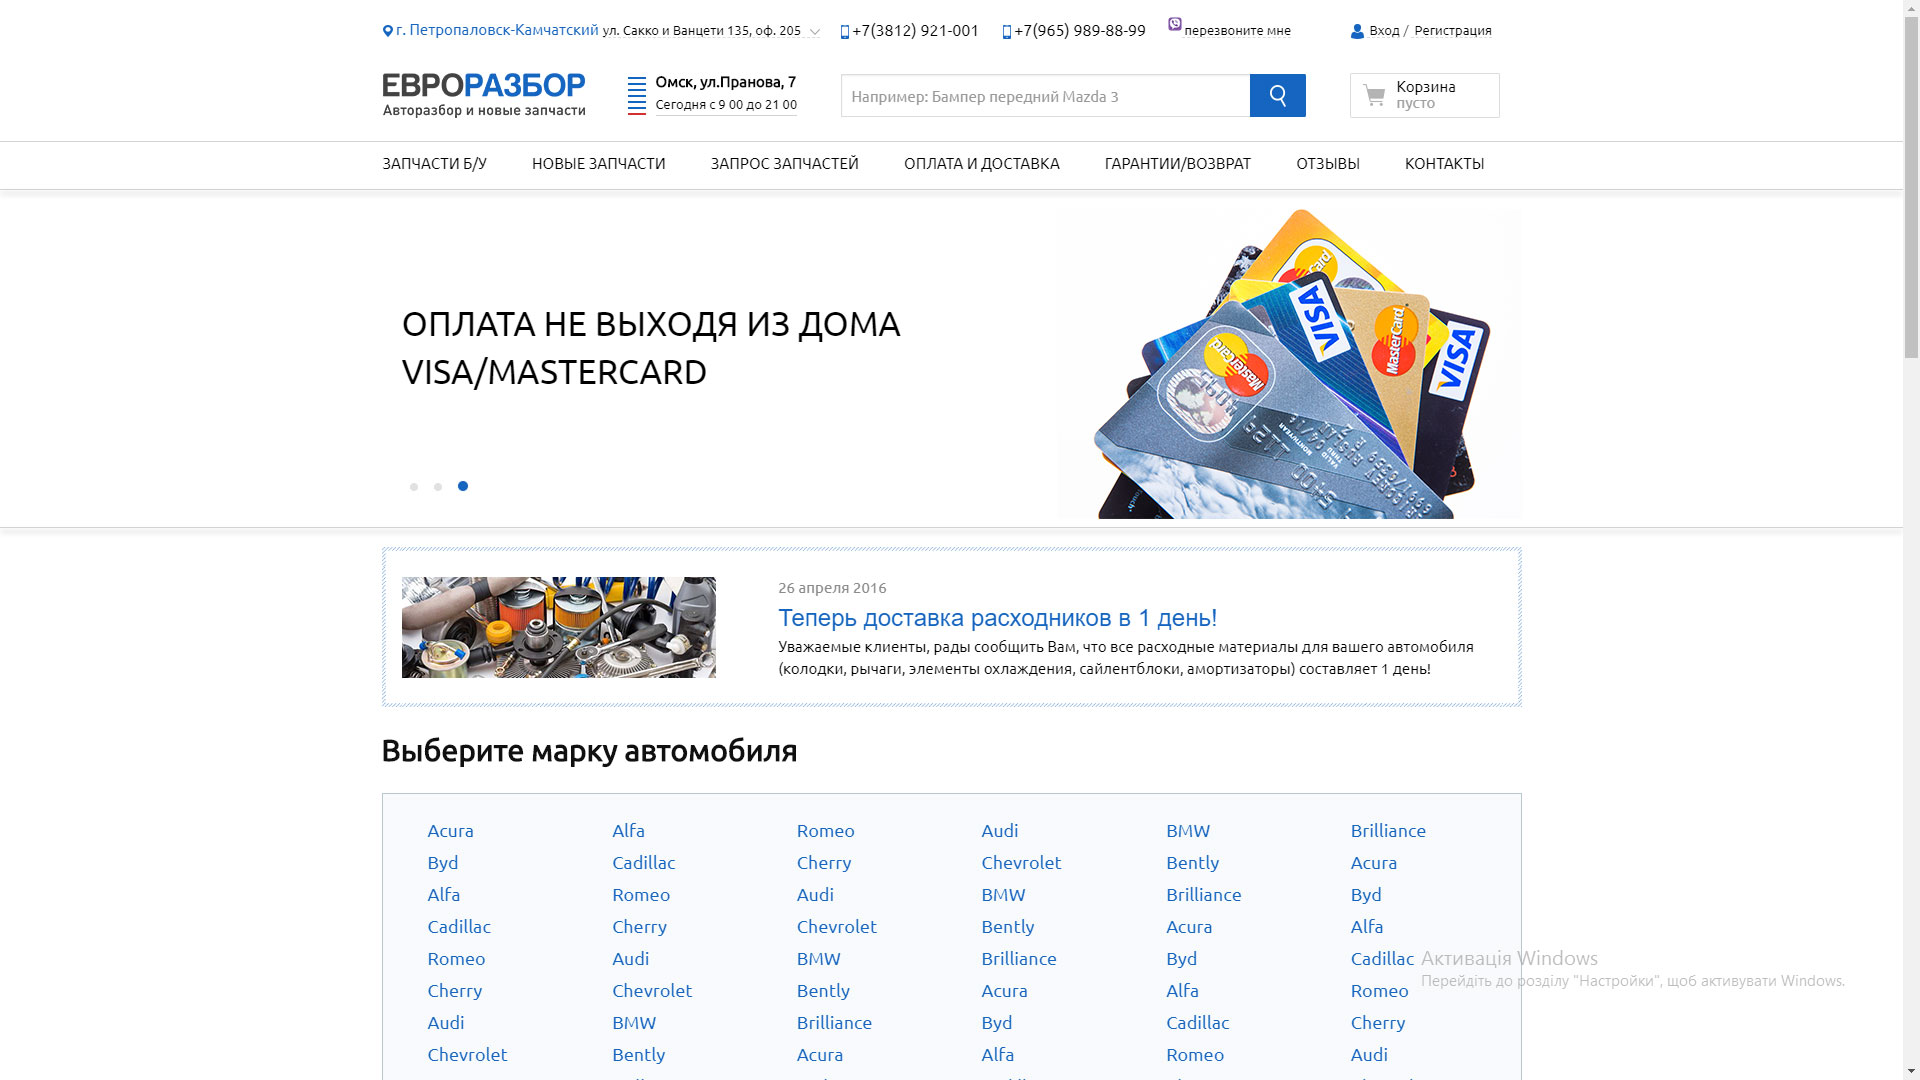 г. Петропаловск-Камчатский ул. Сакко и Ванцети 135, оф. 205 +7(3812) 921-001 +7(965) 989-88-99 перезвоните мне Вход / Регистрация
ЕВРОРАЗБОР
Авторазбор и новые запчасти
Омск, ул.Пранова, 7
Сегодня с 9 00 до 21 00
Например: Бампер передний Mazda 3
Корзина
пусто
ЗАПЧАСТИ Б/У НОВЫЕ ЗАПЧАСТИ ЗАПРОС ЗАПЧАСТЕЙ ОПЛАТА И ДОСТАВКА ГАРАНТИИ/ВОЗВРАТ ОТЗЫВЫ КОНТАКТЫ
ОПЛАТА НЕ ВЫХОДЯ ИЗ ДОМА
VISA/MASTERCARD
VISA
MasterCard
VISA
MasterCard
26 апреля 2016
Теперь доставка расходников в 1 день!
Уважаемые клиенты, рады сообщить Вам, что все расходные материалы для вашего автомобиля
(колодки, рычаги, элементы охлаждения, сайлентблоки, амортизаторы) составляет 1 день!
Выберите марку автомобиля
Acura Alfa Romeo Audi BMW Brilliance
Byd Cadillac Cherry Chevrolet Bently Acura
Alfa Romeo Audi BMW Brilliance Byd
Cadillac Cherry Chevrolet Bently Acura Alfa
Romeo Audi BMW Brilliance Byd Cadillac
Cherry Chevrolet Bently Acura Alfa Romeo
Audi BMW Brilliance Byd Cadillac Cherry
Chevrolet Bently Acura Alfa Romeo Audi
Активація Windows
Перейдіть до розділу "Настройки", щоб активувати Windows.